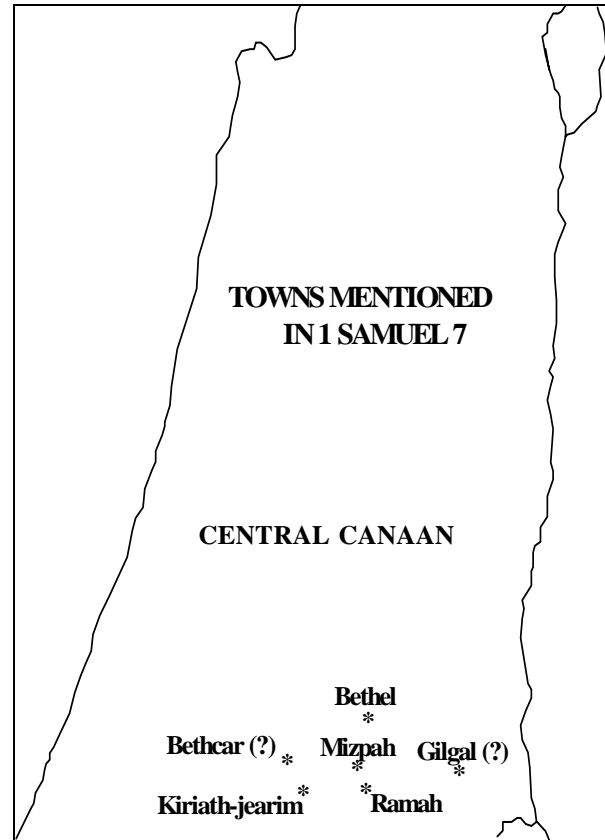 TOWNS MENTIONED
IN 1 SAMUEL 7
CENTRAL CANAAN
Bethel
*
Bethcar (?) * Mizpah * Gilgal (?) *
Kiriath-jearim * * Ramah